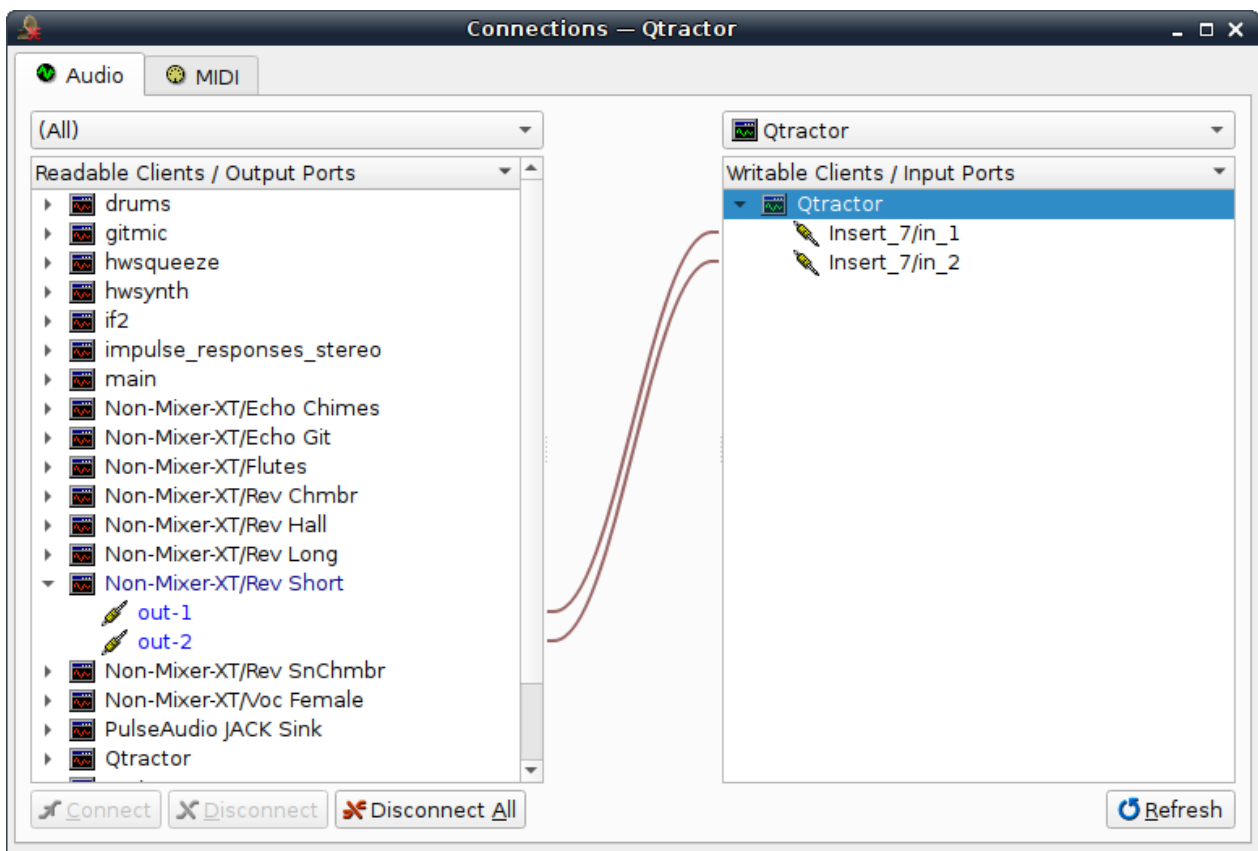 Connections — Qtractor
Audio
MIDI
(All)
Qtractor
Readable Clients / Output Ports
Writable Clients / Input Ports
drums
gitmic
hwsqueeze
hwsynth
if2
impulse_responses_stereo
main
Non-Mixer-XT/Echo Chimes
Non-Mixer-XT/Echo Git
Non-Mixer-XT/Flutes
Non-Mixer-XT/Rev Chmbr
Non-Mixer-XT/Rev Hall
Non-Mixer-XT/Rev Long
Non-Mixer-XT/Rev Short
out-1
out-2
Non-Mixer-XT/Rev SnChmbr
Non-Mixer-XT/Voc Female
PulseAudio JACK Sink
Qtractor
Qtractor
Insert_7/in_1
Insert_7/in_2
Connect
Disconnect
Disconnect All
Refresh